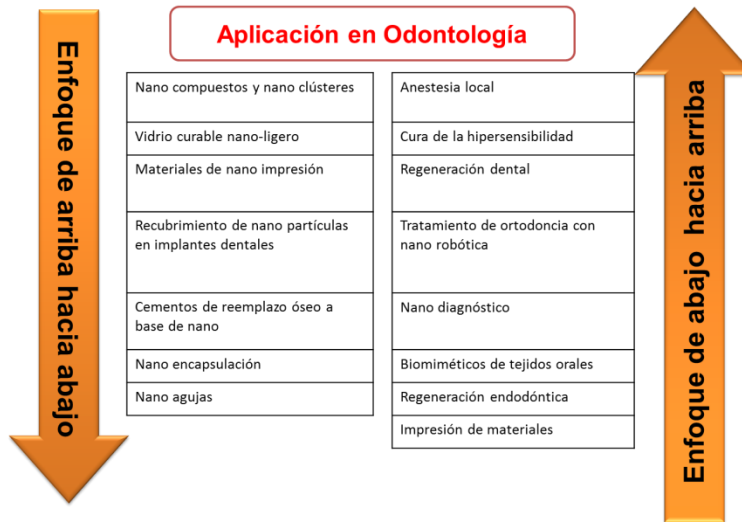 Aplicación en Odontología
Enfoque de arriba hacia abajo
Nano compuestos y nano clústeres
Vidrio curable nano-ligero
Materiales de nano impresión
Recubrimiento de nano partículas
en implantes dentales
Cementos de reemplazo óseo a
base de nano
Nano encapsulación
Nano agujas
Anestesia local
Cura de la hipersensibilidad
Regeneración dental
Tratamiento de ortodoncia con
nano robótica
Nano diagnóstico
Biomiméticos de tejidos orales
Regeneración endodóntica
Impresión de materiales
Enfoque de abajo hacia arriba